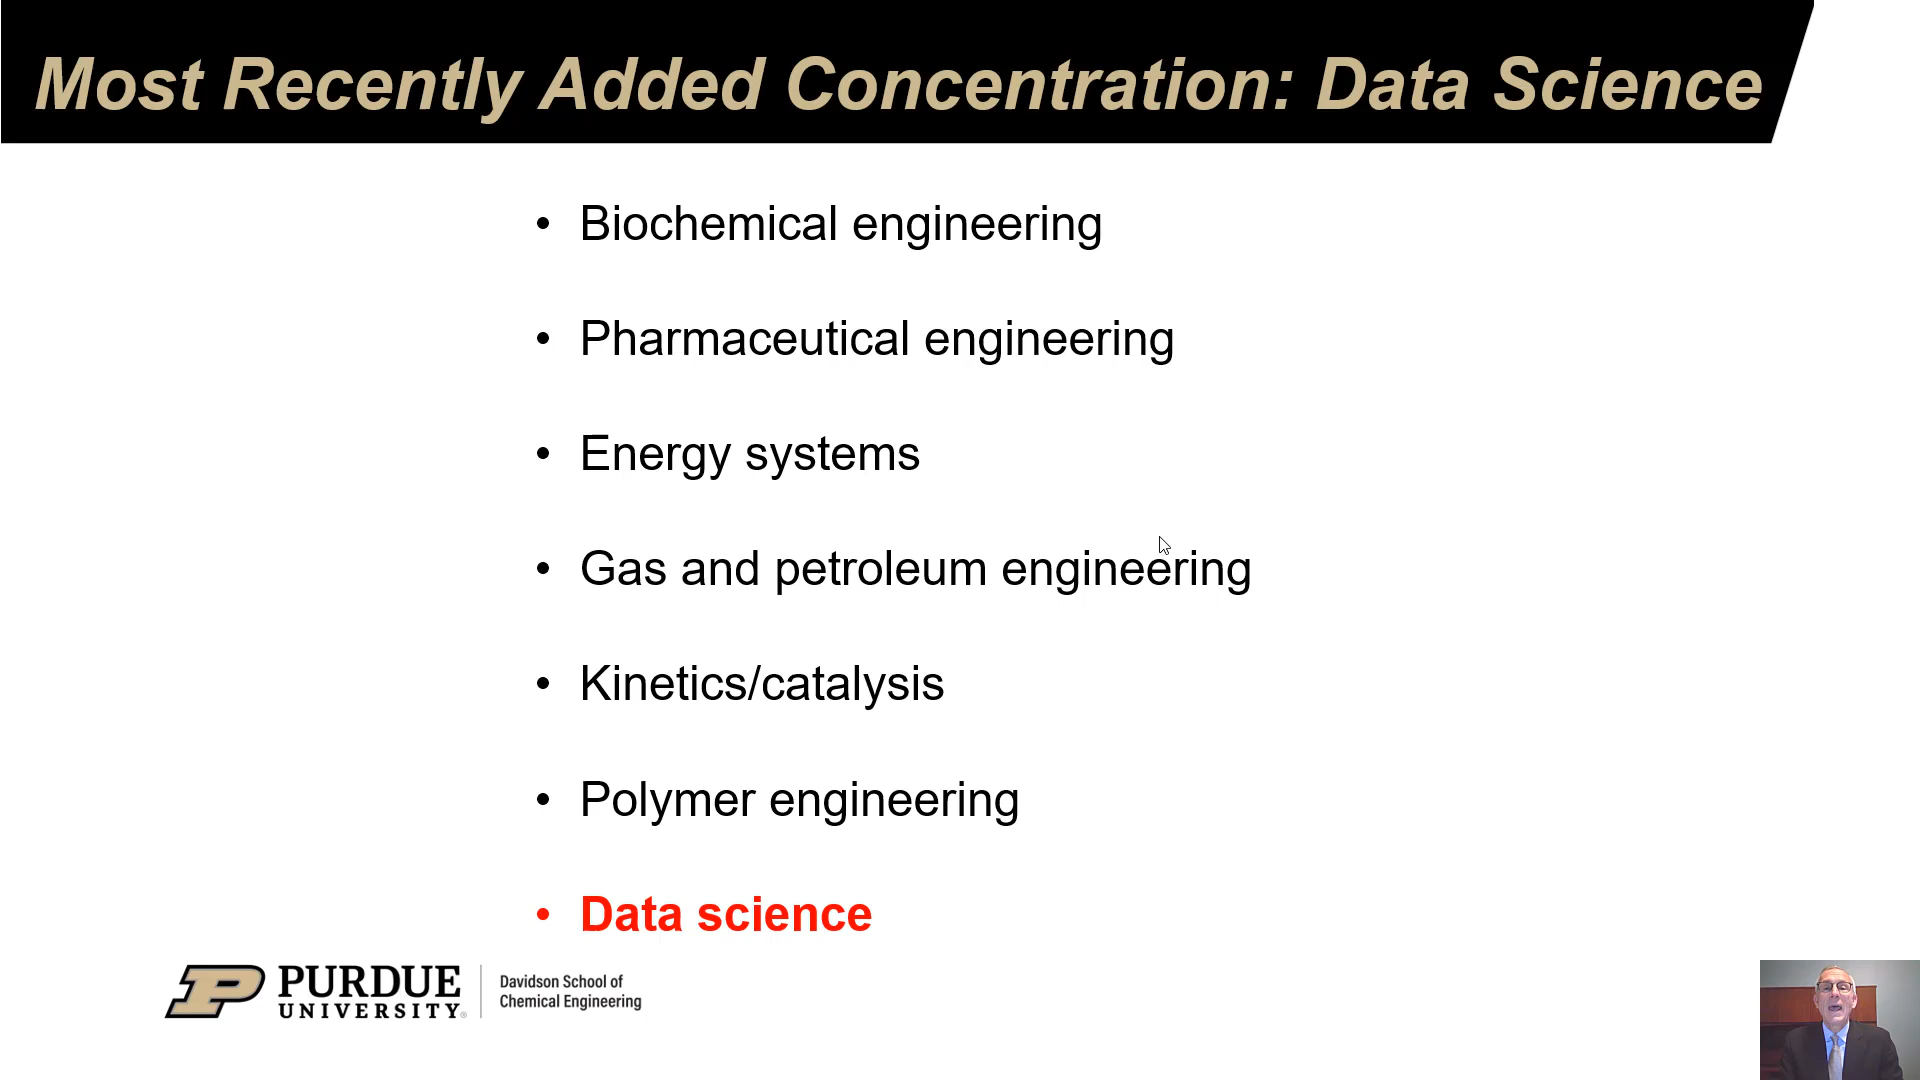 Most Recently Added Concentration: Data Science
• Biochemical engineering
• Pharmaceutical engineering
• Energy systems
• Gas and petroleum engineering
• Kinetics/catalysis
• Polymer engineering
• Data science
PURDUE
UNIVERSITY®
Davidson School of
Chemical Engineering